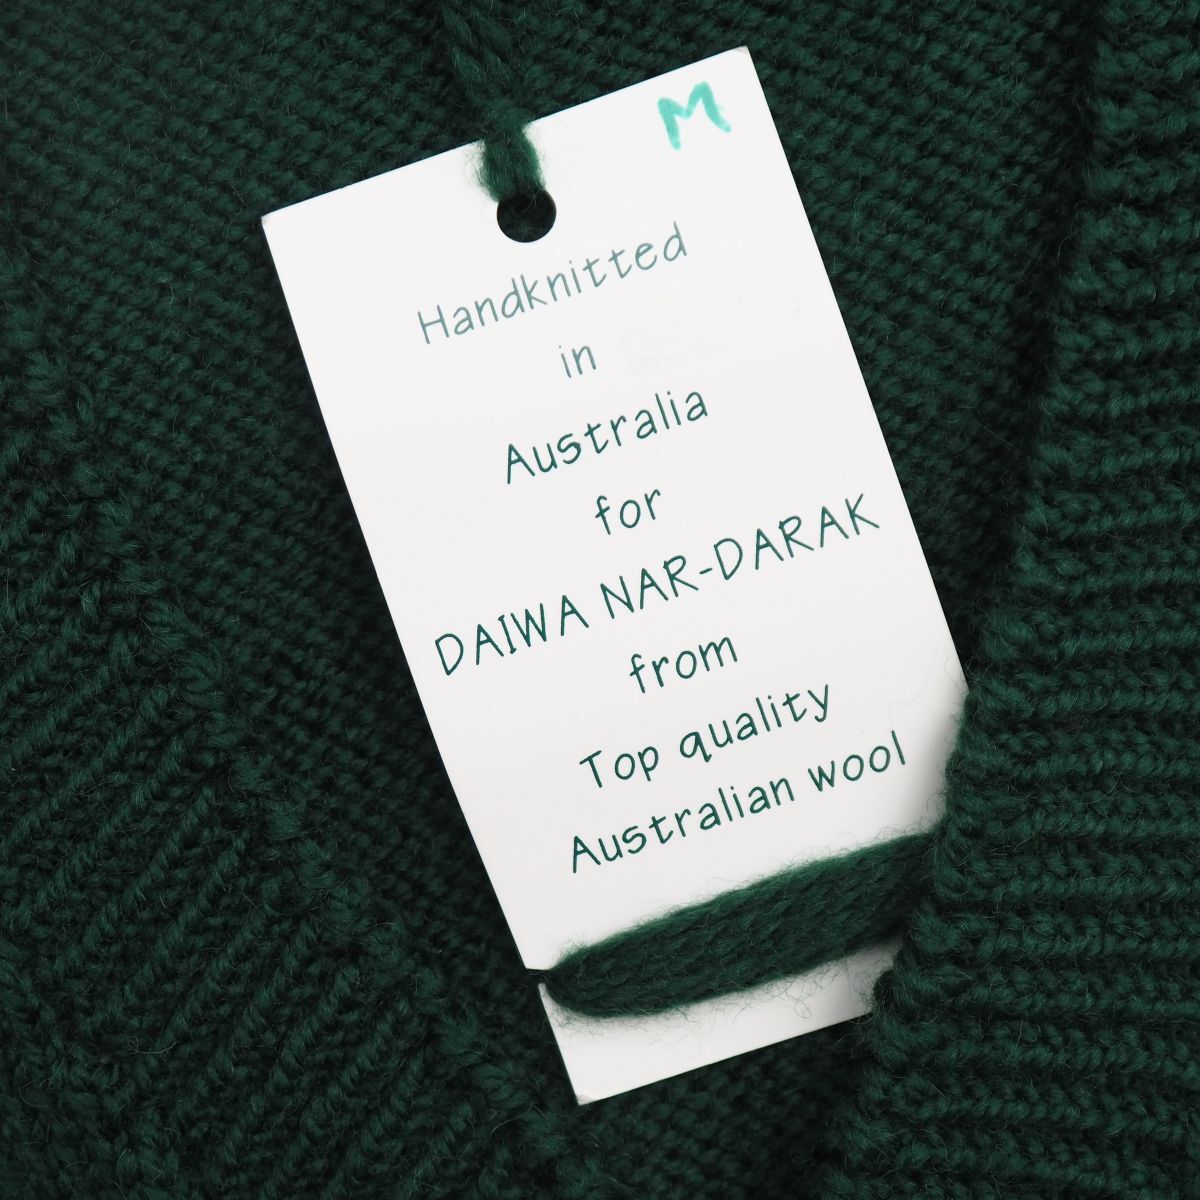 M
Handknitted
in
Australia
for
DAIWA NAR-DARAK
from
Top quality
Australian wool